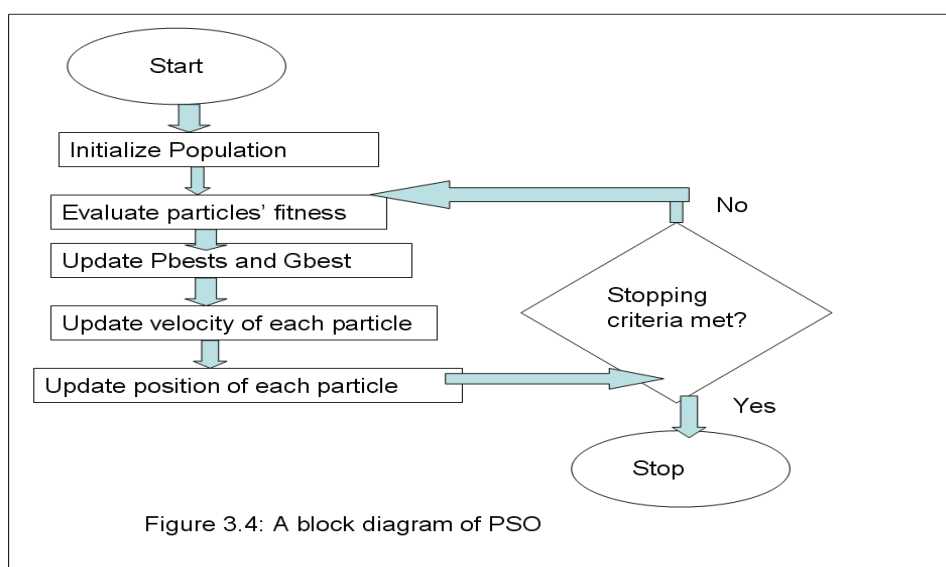 Start
Initialize Population
Evaluate particles’ fitness
Update Pbests and Gbest
Update velocity of each particle
Update position of each particle
No
Stopping
criteria met?
Yes
Stop
Figure 3.4: A block diagram of PSO